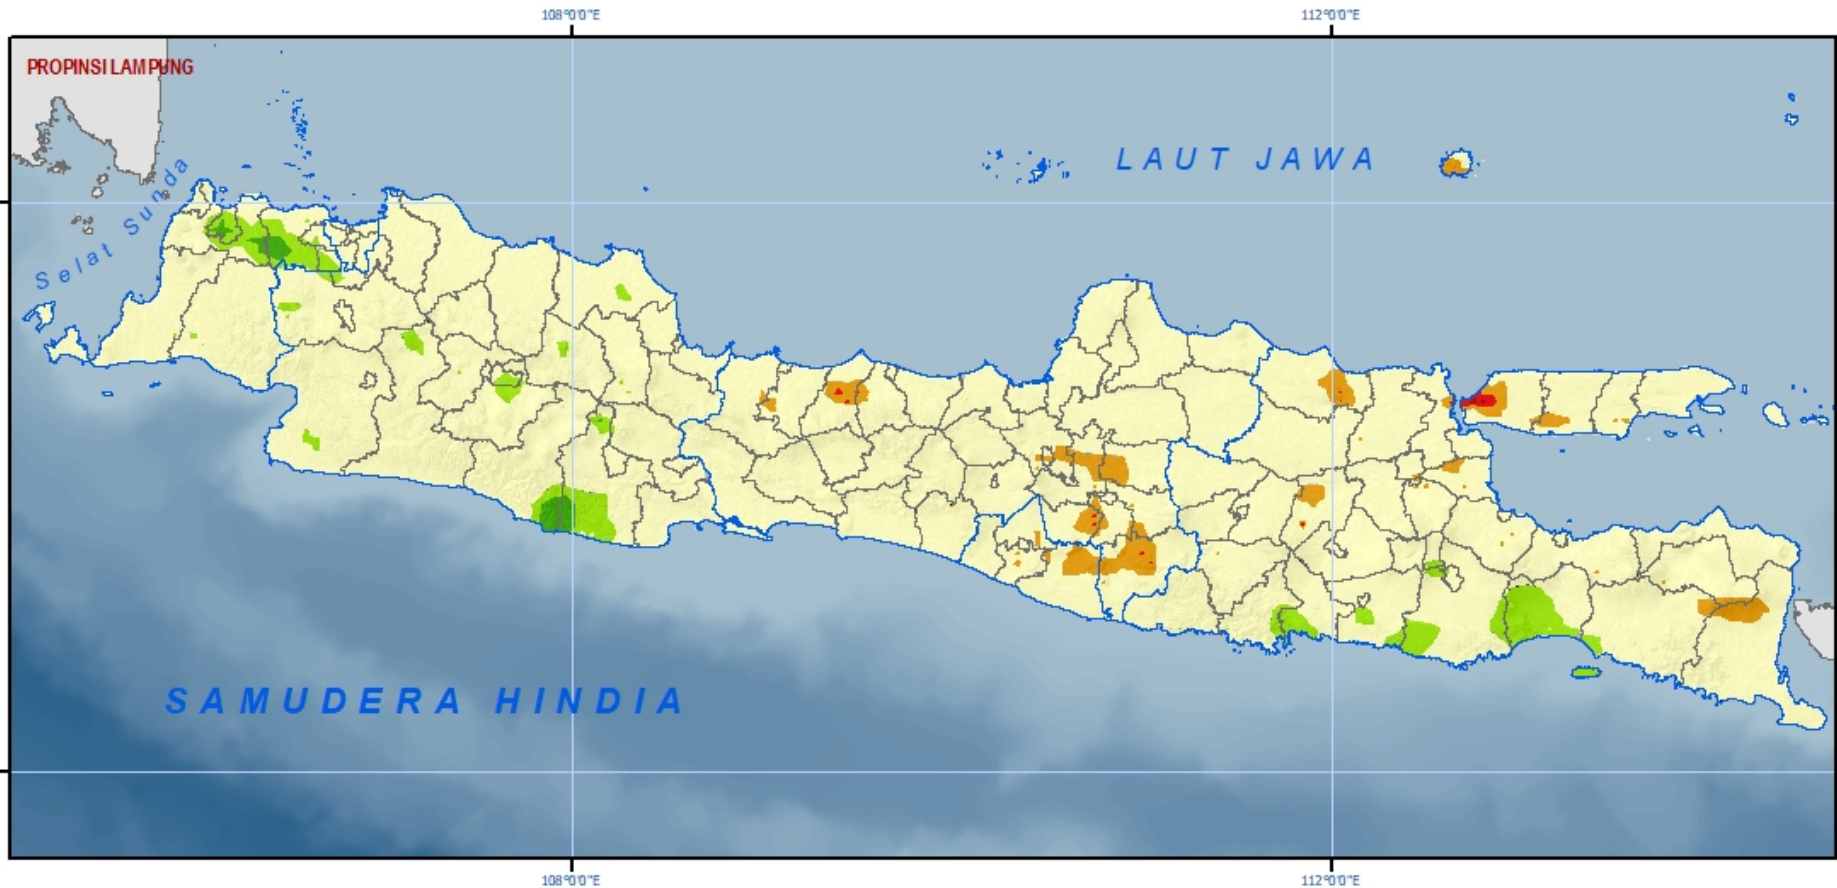 108°0'0"E
112°0'0"E
PROPINSI LAMPUNG
LAUT JAWA
Selat Sunda
SAMUDERA HINDIA
108°0'0"E
112°0'0"E